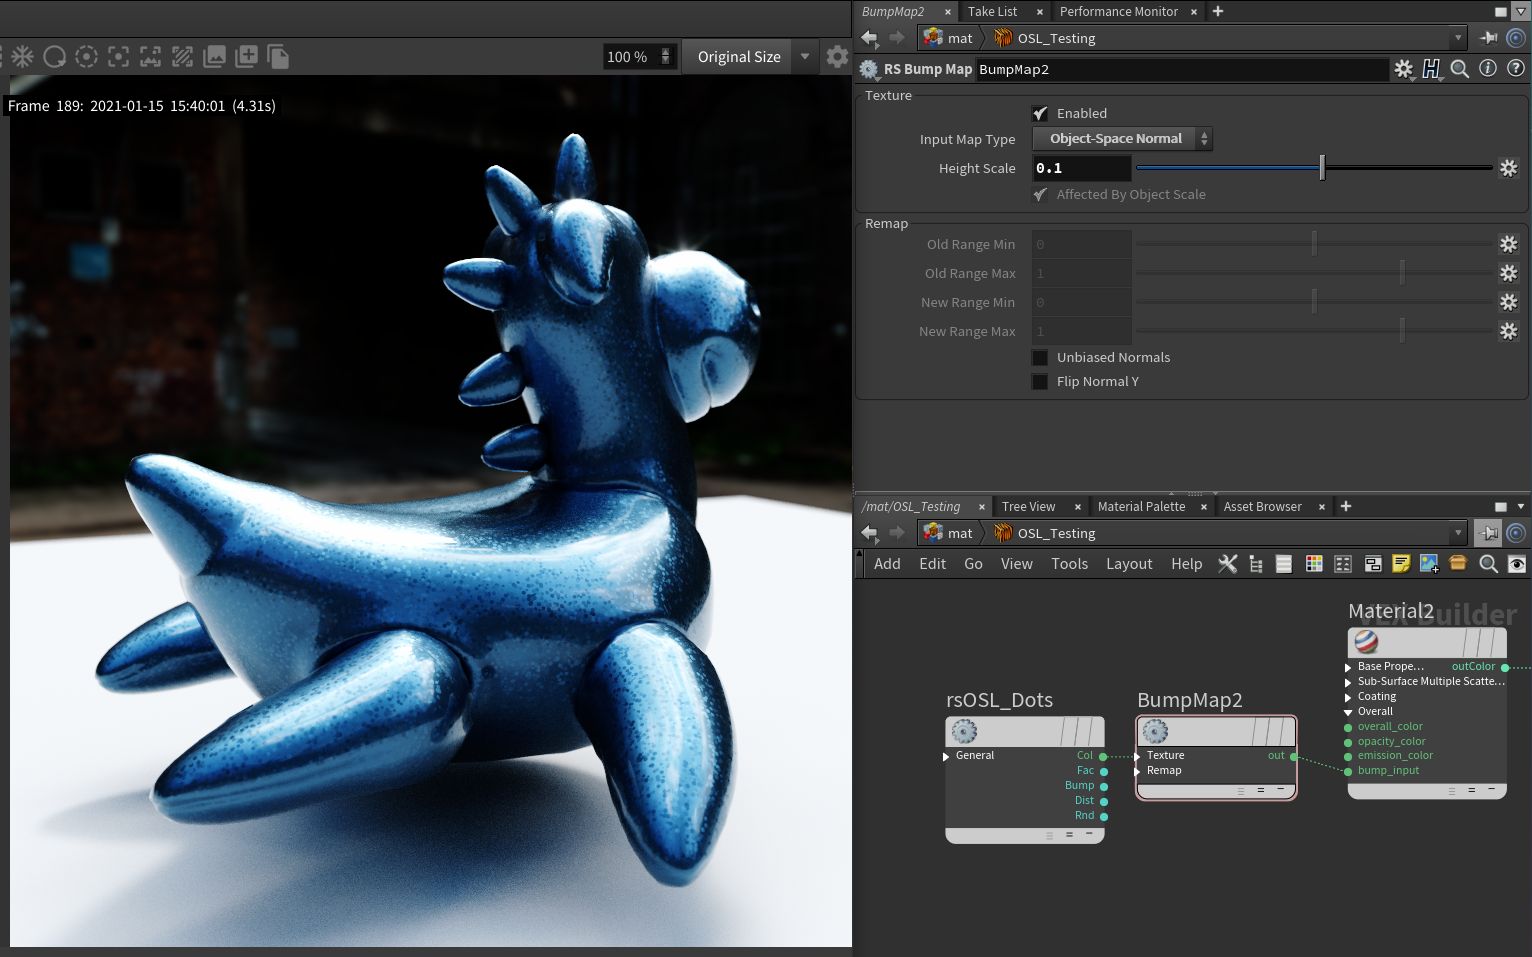 100 %
Original Size
Frame 189: 2021-01-15 15:40:01 (4.31s)
BumpMap2
Take List
Performance Monitor
mat
OSL_Testing
RS Bump Map
BumpMap2
Texture
Enabled
Input Map Type
Object-Space Normal
Height Scale
0.1
Affected By Object Scale
Remap
Old Range Min
0
Old Range Max
1
New Range Min
0
New Range Max
1
Unbiased Normals
Flip Normal Y
/mat/OSL_Testing
Tree View
Material Palette
Asset Browser
mat
OSL_Testing
Add
Edit
Go
View
Tools
Layout
Help
VEX Builder
rsOSL_Dots
General
Col
Fac
Bump
Dist
Rnd
BumpMap2
Texture
out
Remap
Material2
Base Prope...
outColor
Sub-Surface Multiple Scatte...
Coating
Overall
overall_color
opacity_color
emission_color
bump_input